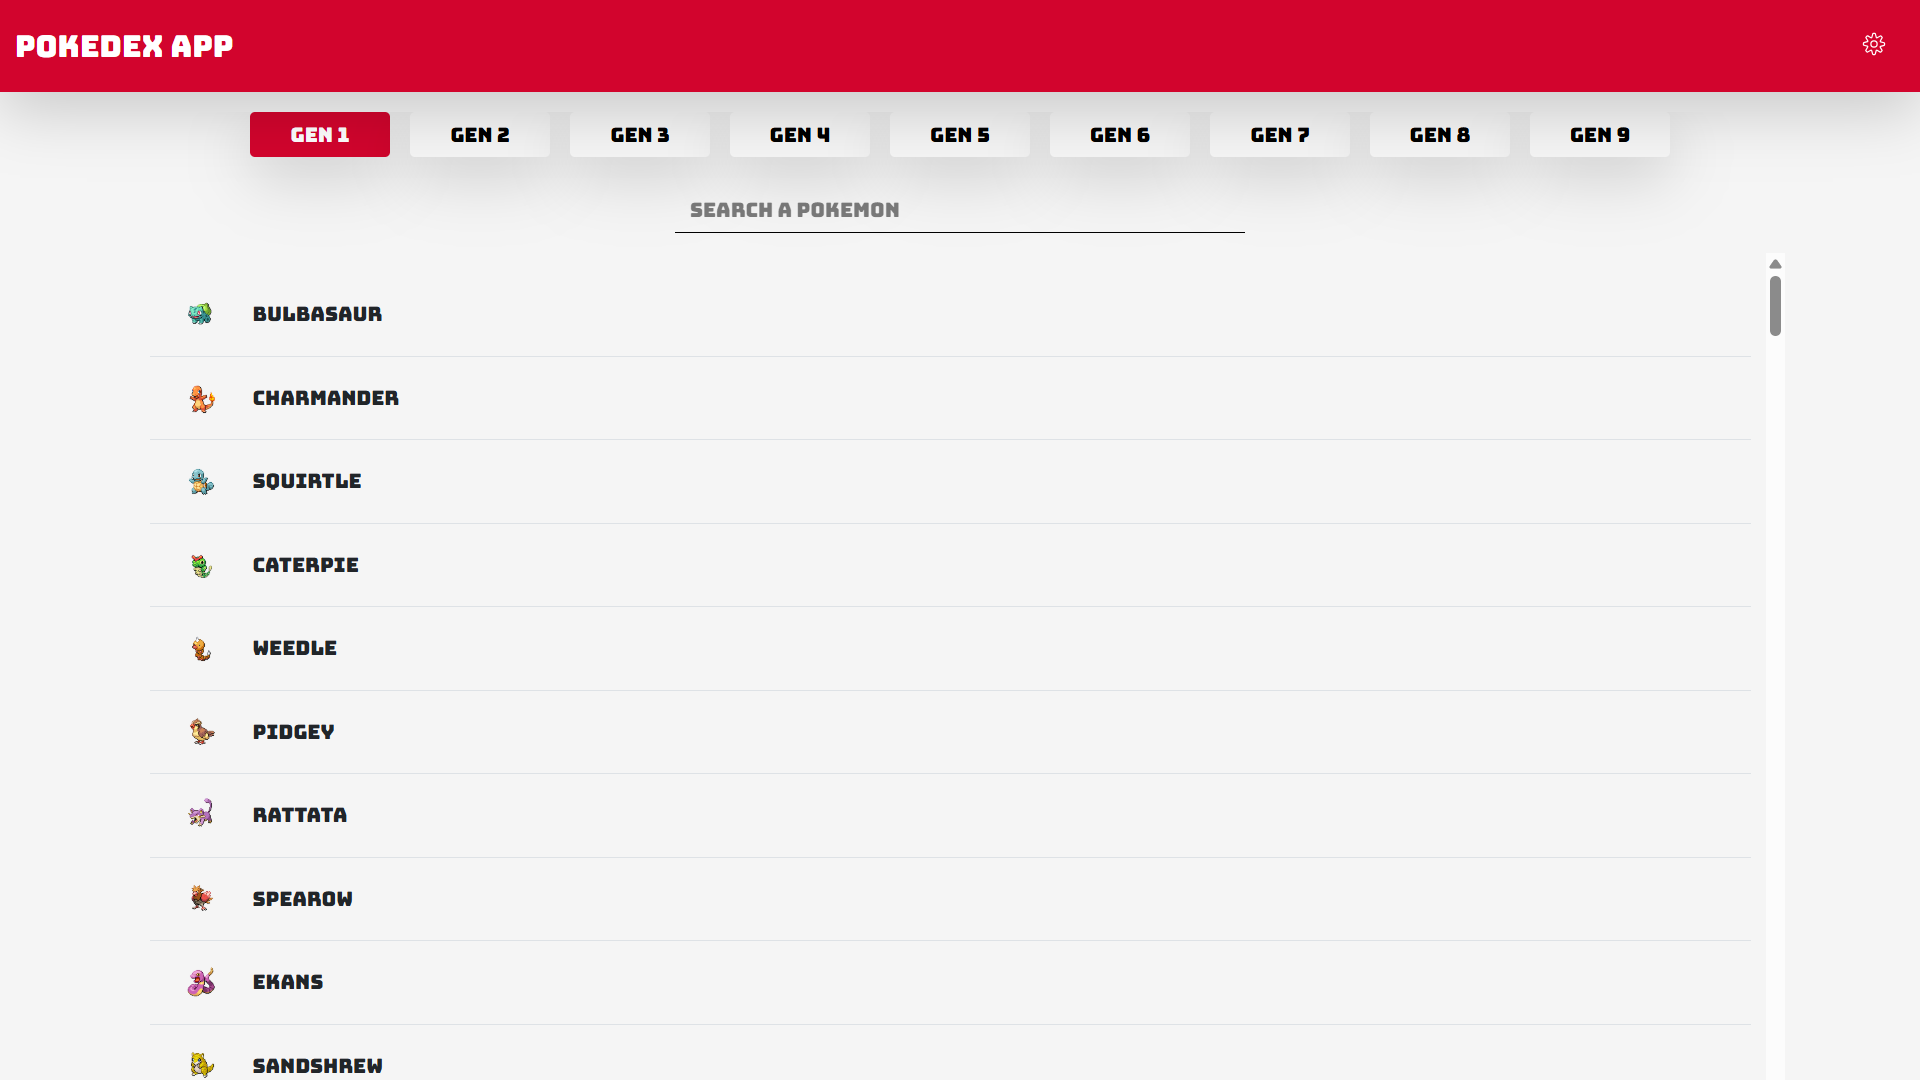 POKEDEX APP
GEN 1 GEN 2 GEN 3 GEN 4 GEN 5 GEN 6 GEN 7 GEN 8 GEN 9
SEARCH A POKEMON
BULBASAUR
CHARMANDER
SQUIRTLE
CATERPIE
WEEDLE
PIDGEY
RATTATA
SPEAROW
EKANS
SANDSHREW